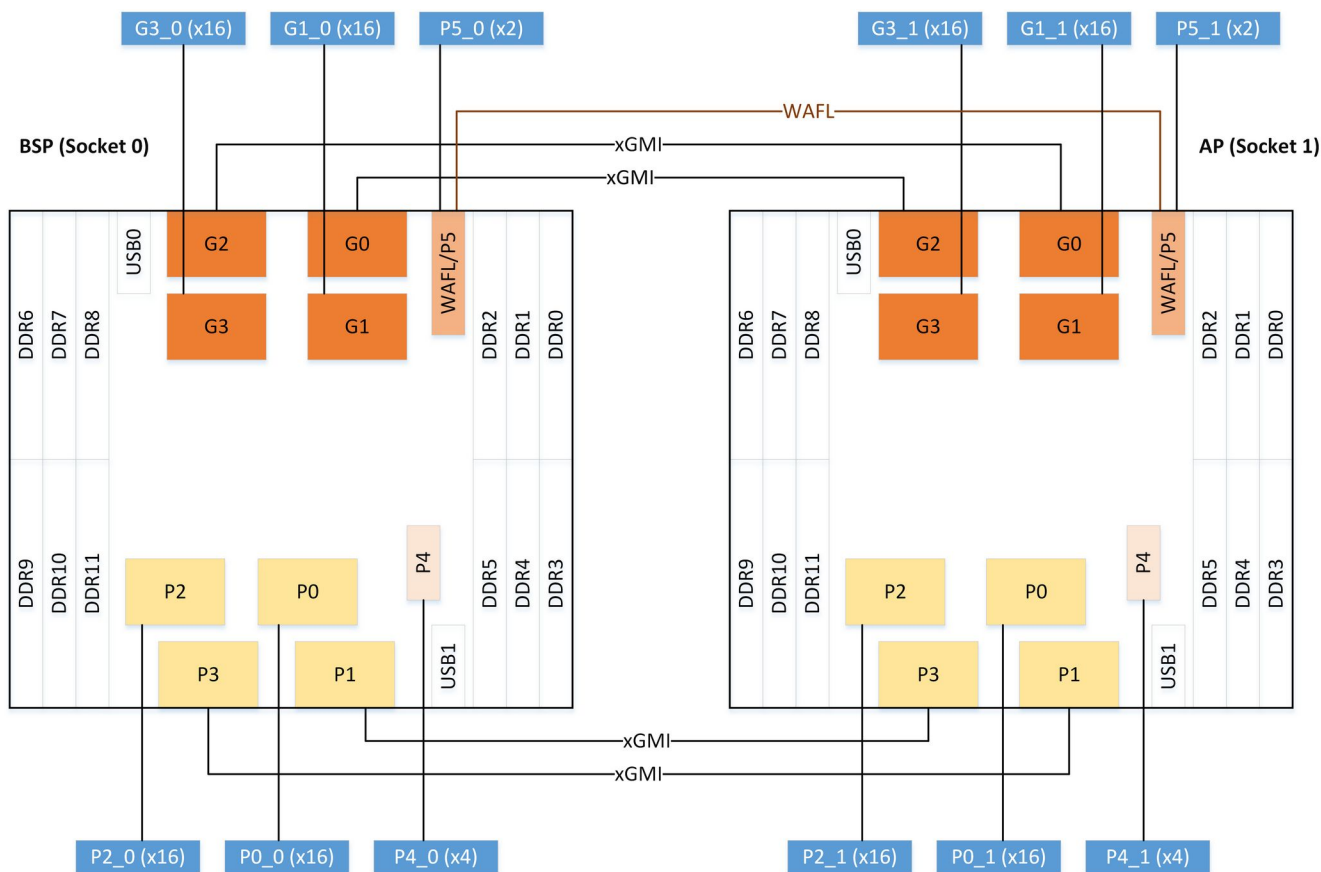 G3_0 (x16)
G1_0 (x16)
P5_0 (x2)
G3_1 (x16)
G1_1 (x16)
P5_1 (x2)
WAFL
BSP (Socket 0)
xGMI
AP (Socket 1)
xGMI
DDR6
DDR7
DDR8
USB0
G2
G0
WAFL/P5
DDR2
DDR1
DDR0
G3
G1
DDR9
DDR10
DDR11
P2
P0
P4
DDR5
DDR4
DDR3
P3
P1
USB1
DDR6
DDR7
DDR8
USB0
G2
G0
WAFL/P5
DDR2
DDR1
DDR0
G3
G1
DDR9
DDR10
DDR11
P2
P0
P4
DDR5
DDR4
DDR3
P3
P1
USB1
xGMI
xGMI
P2_0 (x16)
P0_0 (x16)
P4_0 (x4)
P2_1 (x16)
P0_1 (x16)
P4_1 (x4)